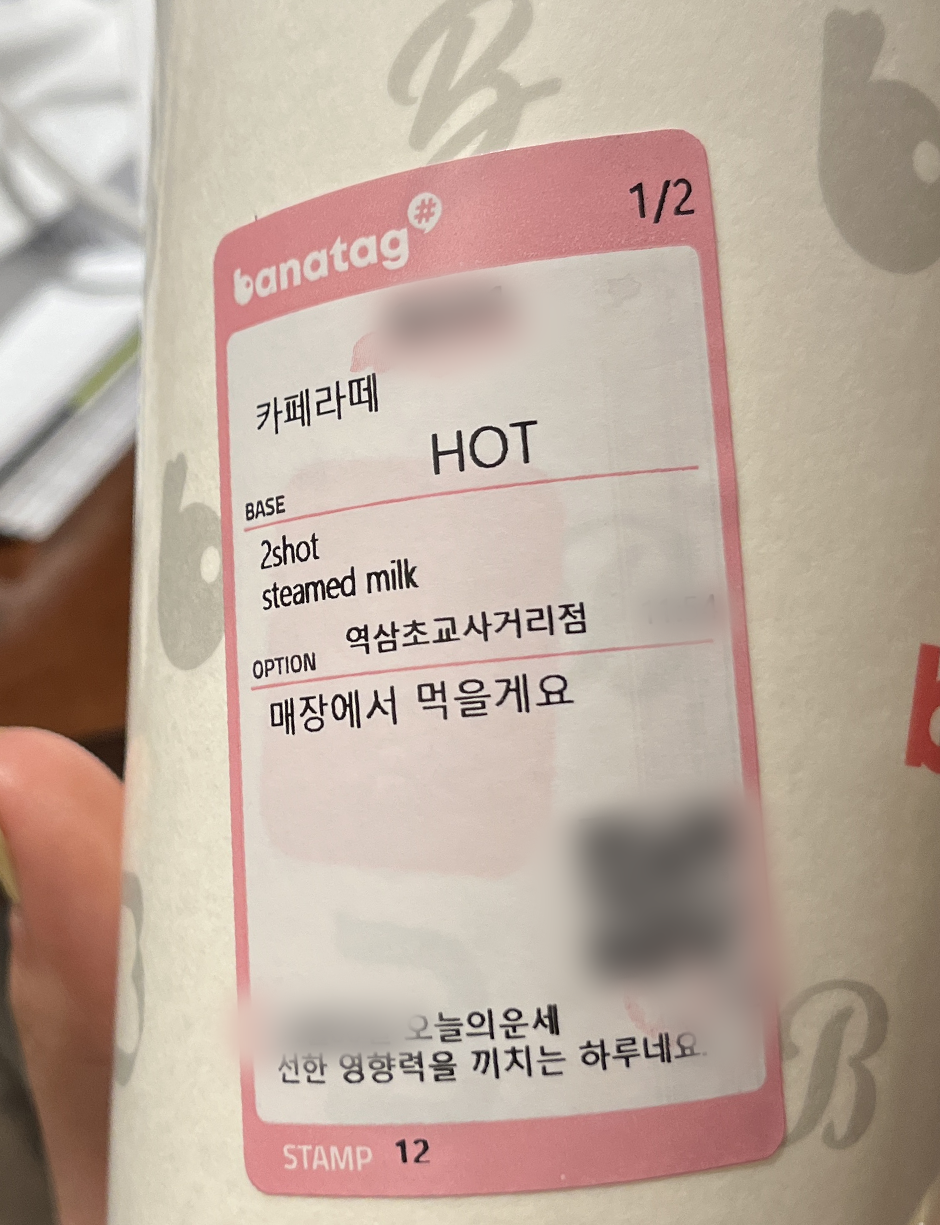 banatag#
1/2
카페라떼
HOT
BASE
2shot
steamed milk
역삼초교사거리점
OPTION
매장에서 먹을게요
오늘의운세
선한 영향력을 끼치는 하루네요.
STAMP 12